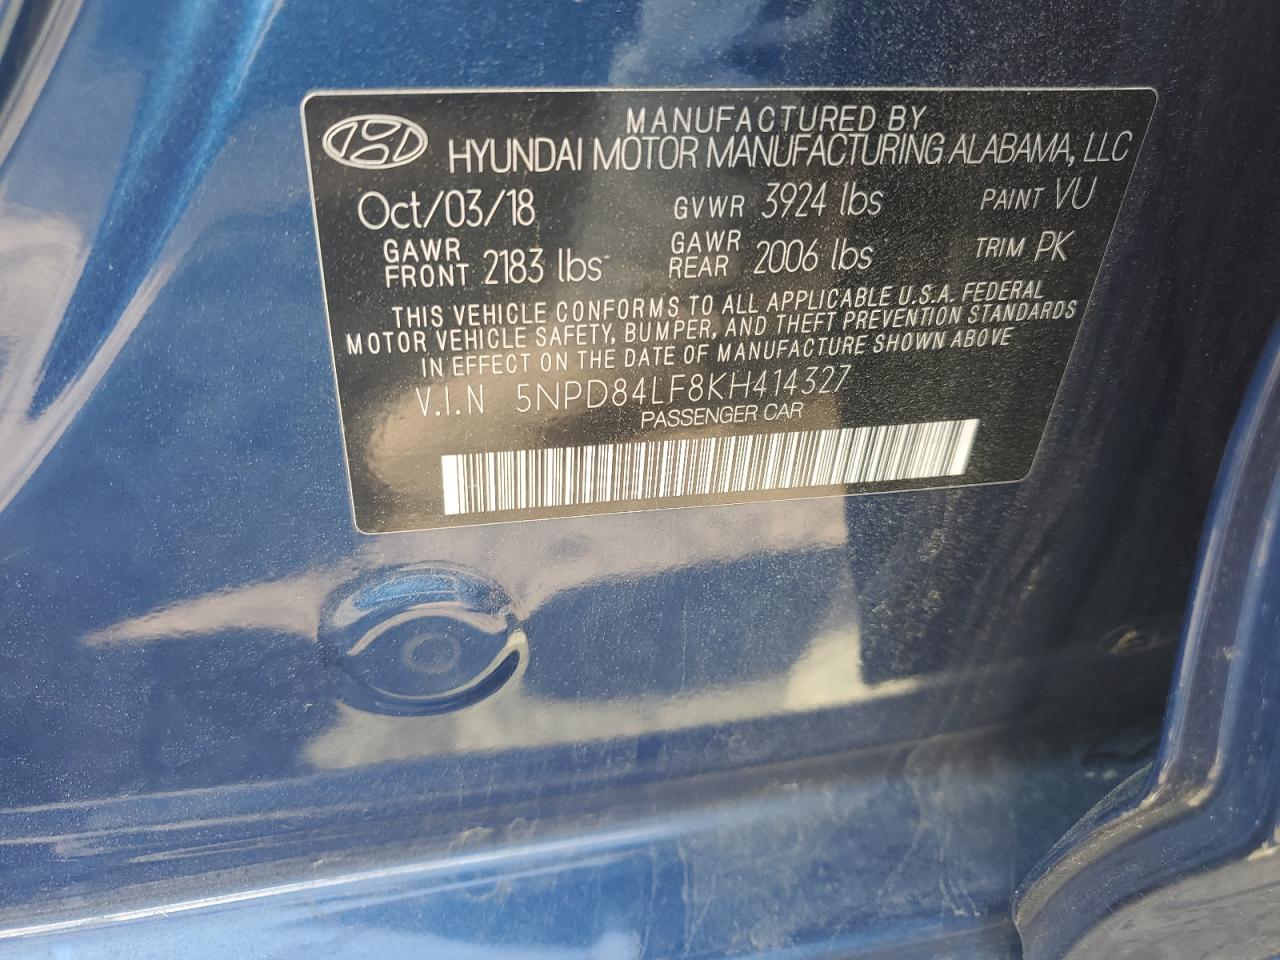 MANUFACTURED BY
HYUNDAI MOTOR MANUFACTURING ALABAMA, LLC
Oct/03/18 GVWR 3924 lbs PAINT VU
GAWR FRONT 2183 lbs GAWR REAR 2006 lbs TRIM PK
THIS VEHICLE CONFORMS TO ALL APPLICABLE U.S.A. FEDERAL
MOTOR VEHICLE SAFETY, BUMPER, AND THEFT PREVENTION STANDARDS
IN EFFECT ON THE DATE OF MANUFACTURE SHOWN ABOVE
V.I.N 5NPD84LF8KH414327
PASSENGER CAR